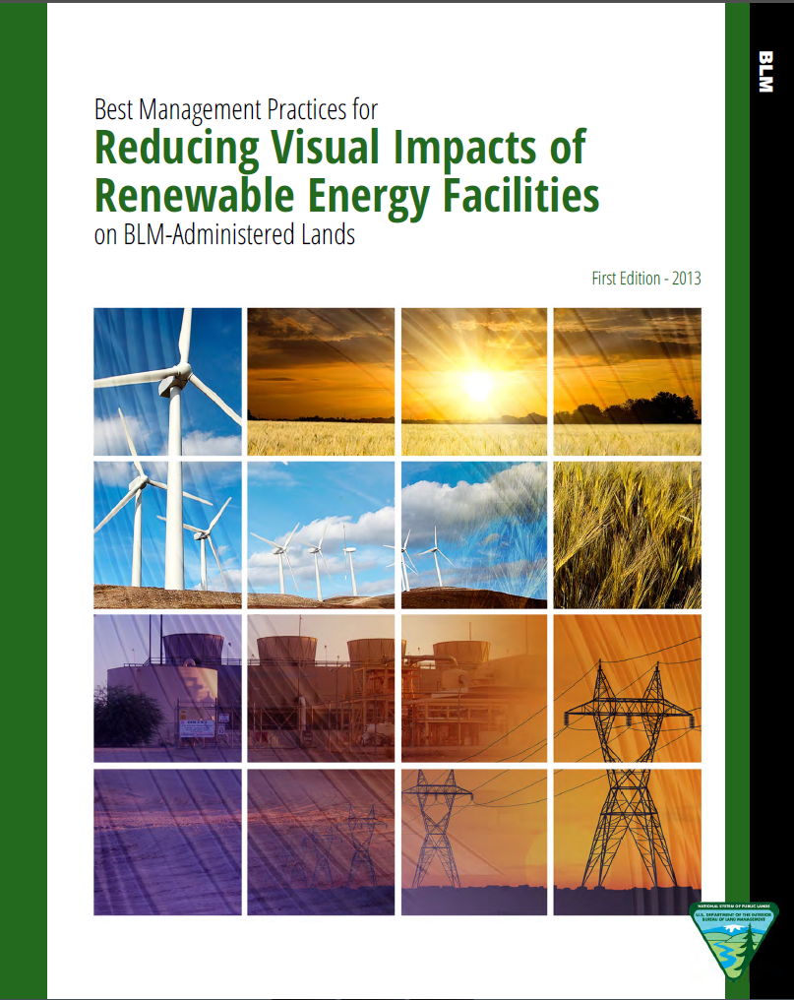 BLM
Best Management Practices for
Reducing Visual Impacts of
Renewable Energy Facilities
on BLM-Administered Lands
First Edition - 2013
NATIONAL SYSTEM OF PUBLIC LANDS
U.S. DEPARTMENT OF THE INTERIOR
BUREAU OF LAND MANAGEMENT